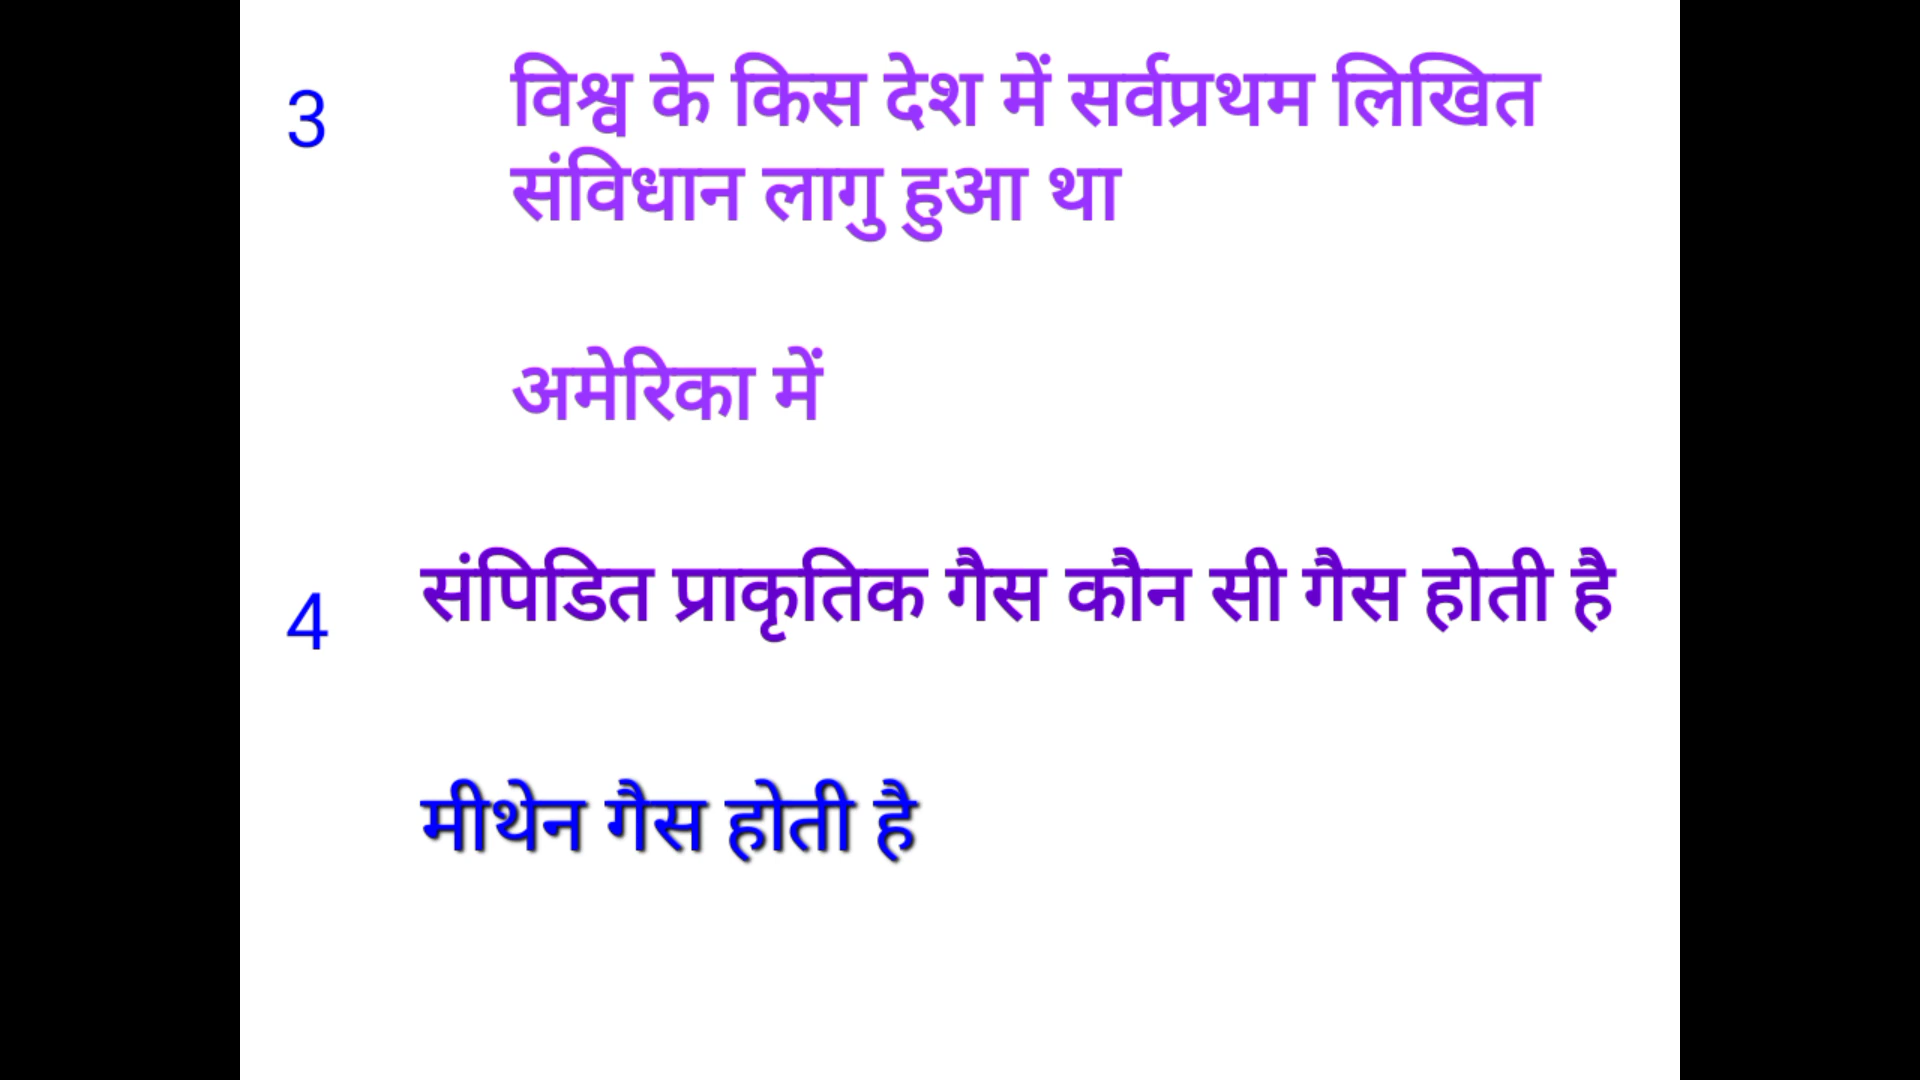 3 विश्व के किस देश में सर्वप्रथम लिखित
संविधान लागु हुआ था
अमेरिका में
4 संपिडित प्राकृतिक गैस कौन सी गैस होती है
मीथेन गैस होती है